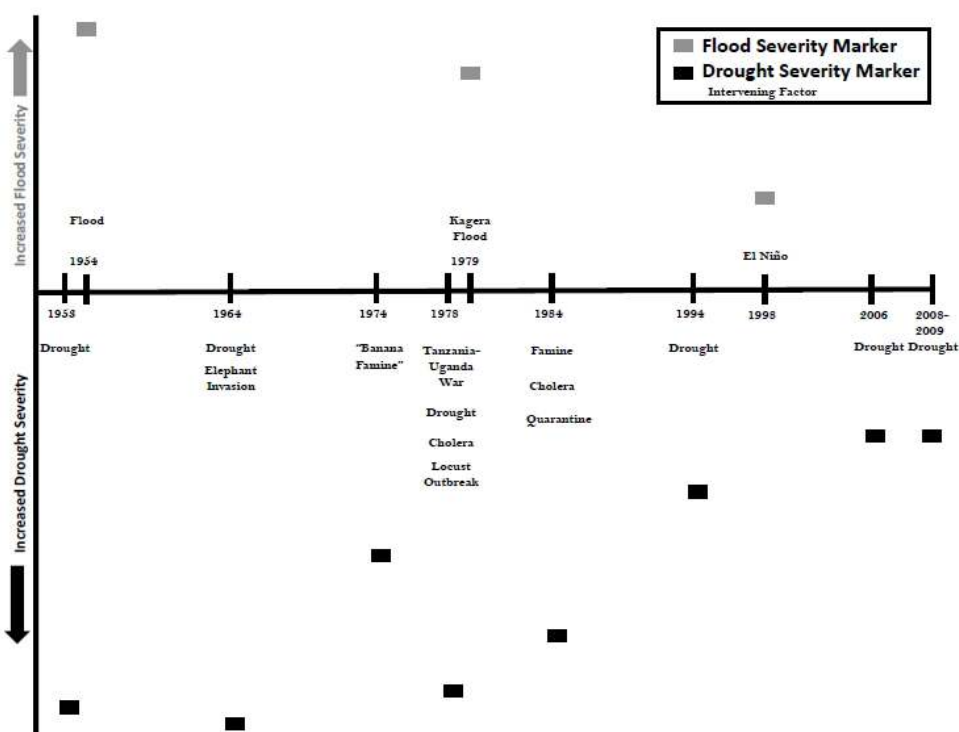 Flood Severity Marker
Drought Severity Marker
Intervening Factor
Increased Flood Severity
Increased Drought Severity
Flood
1954
Kagera
Flood
1979
El Niño
1953
Drought
1964
Drought
Elephant
Invasion
1974
"Banana
Famine"
1978
Tanzania-
Uganda
War
Drought
Cholera
Locust
Outbreak
1984
Famine
Cholera
Quarantine
1994
Drought
1998
2006
Drought
2008-
2009
Drought